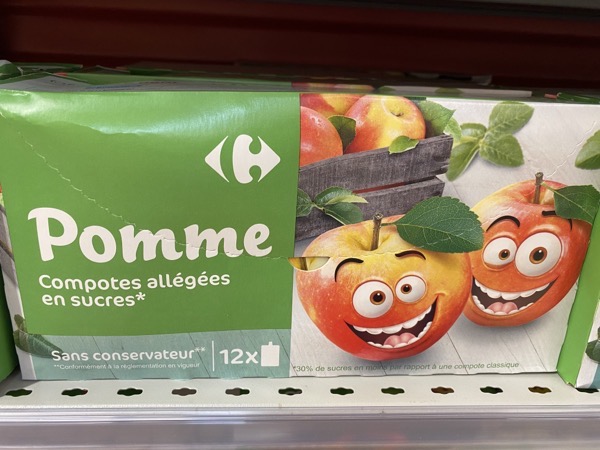 Pomme
Compotes allégées
en sucres*
Sans conservateur** 12x
**Conformément à la réglementation en vigueur
*30% de sucres en moins par rapport à une compote classique